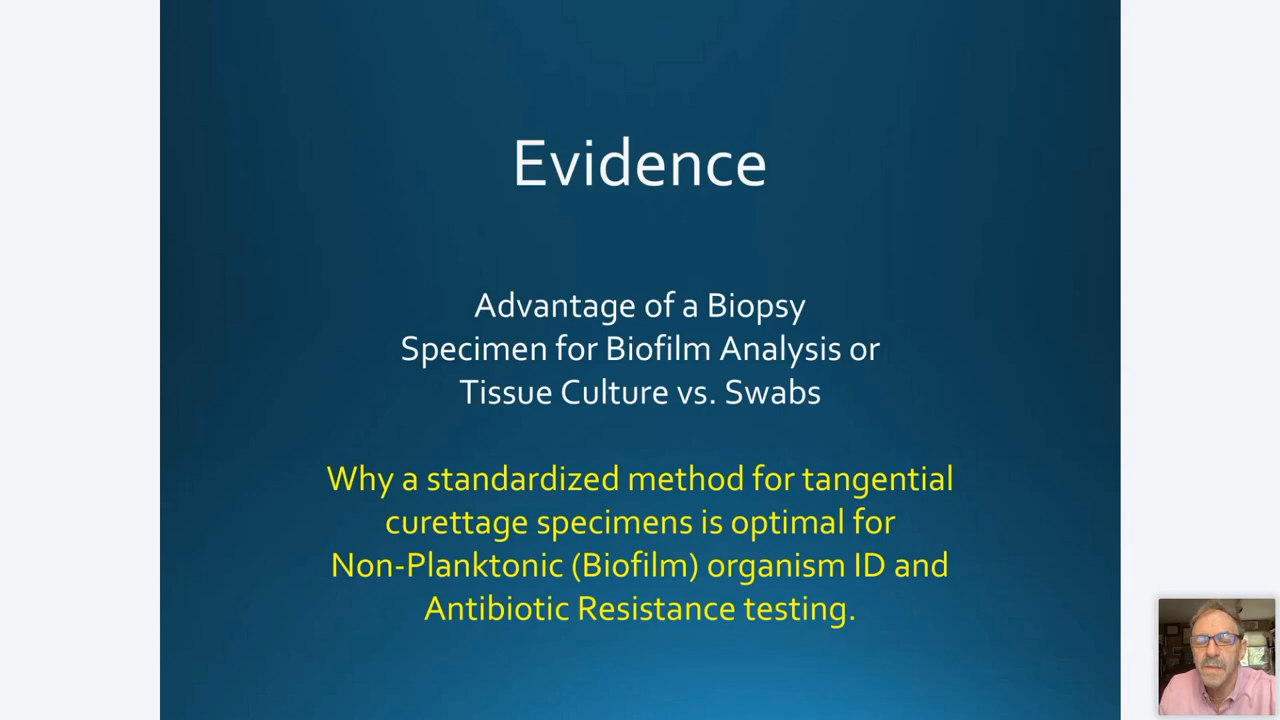 Evidence
Advantage of a Biopsy
Specimen for Biofilm Analysis or
Tissue Culture vs. Swabs
Why a standardized method for tangential
curettage specimens is optimal for
Non-Planktonic (Biofilm) organism ID and
Antibiotic Resistance testing.